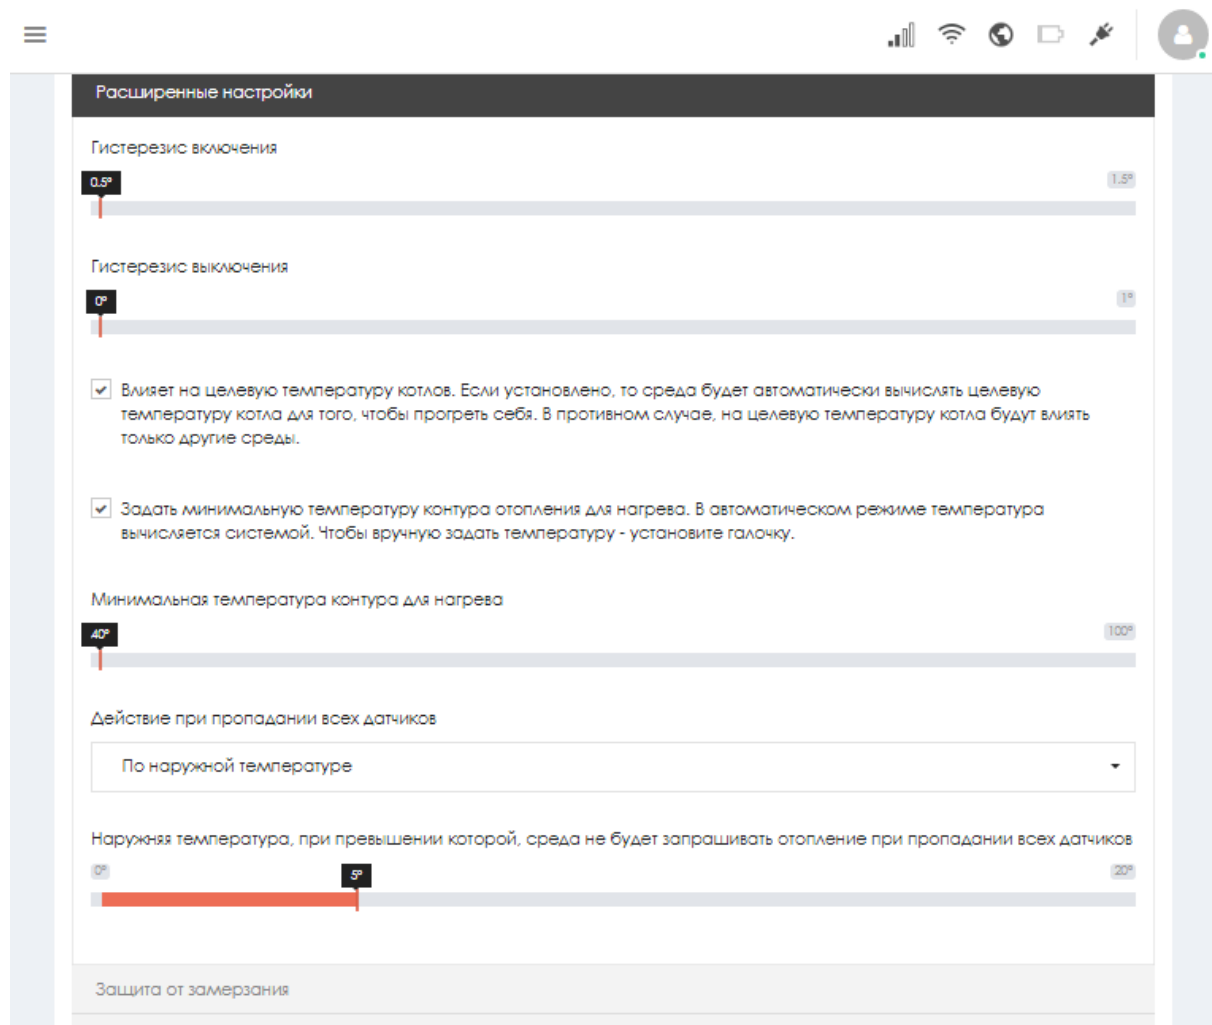 Расширенные настройки
Гистерезис включения
0.5°
1.5°
Гистерезис выключения
0°
1°
Влияет на целевую температуру котлов. Если установлено, то среда будет автоматически вычислять целевую
температуру котла для того, чтобы прогреть себя. В противном случае, на целевую температуру котла будут влиять
только другие среды.
Задать минимальную температуру контура отопления для нагрева. В автоматическом режиме температура
вычисляется системой. Чтобы вручную задать температуру - установите галочку.
Минимальная температура контура для нагрева
40°
100°
Действие при пропадании всех датчиков
По наружной температуре
Наружняя температура, при превышении которой, среда не будет запрашивать отопление при пропадании всех датчиков
0°
5°
20°
Защита от замерзания